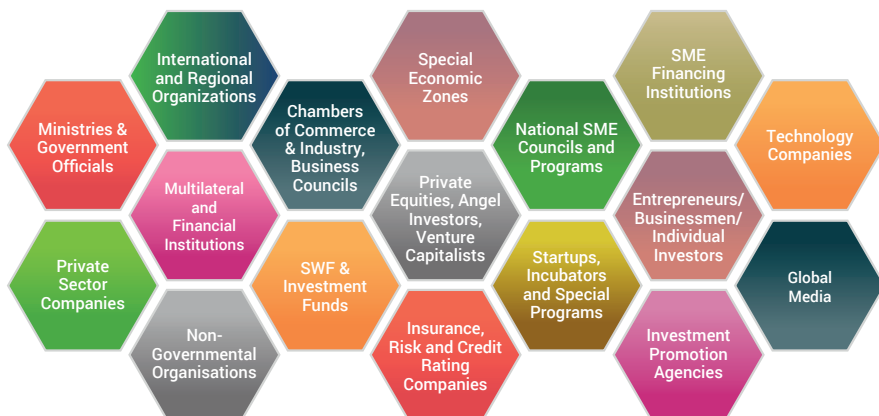 International
and Regional
Organizations
Special
Economic
Zones
SME
Financing
Institutions
Ministries &
Government
Officials
Chambers
of Commerce
& Industry,
Business
Councils
National SME
Councils and
Programs
Technology
Companies
Multilateral
and
Financial
Institutions
Private
Equities, Angel
Investors,
Venture
Capitalists
Entrepreneurs/
Businessmen/
Individual
Investors
Private
Sector
Companies
SWF &
Investment
Funds
Startups,
Incubators
and Special
Programs
Global
Media
Non-
Governmental
Organisations
Insurance,
Risk and Credit
Rating
Companies
Investment
Promotion
Agencies